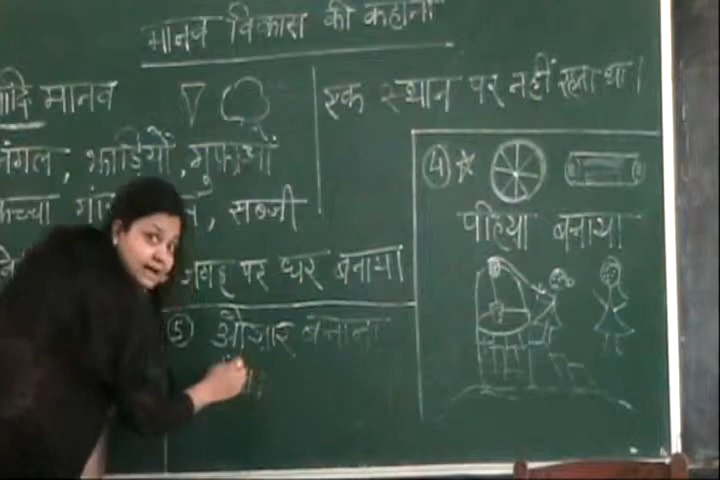 मानव विकास की कहानी
आदि मानव
एक स्थान पर नहीं रहता था।
जंगल, झाड़ियों, गुफाओं
कच्चा
, सब्जी
जगह पर घर बनाया।
④
पहिया बनाया
⑤ औजार बनाना